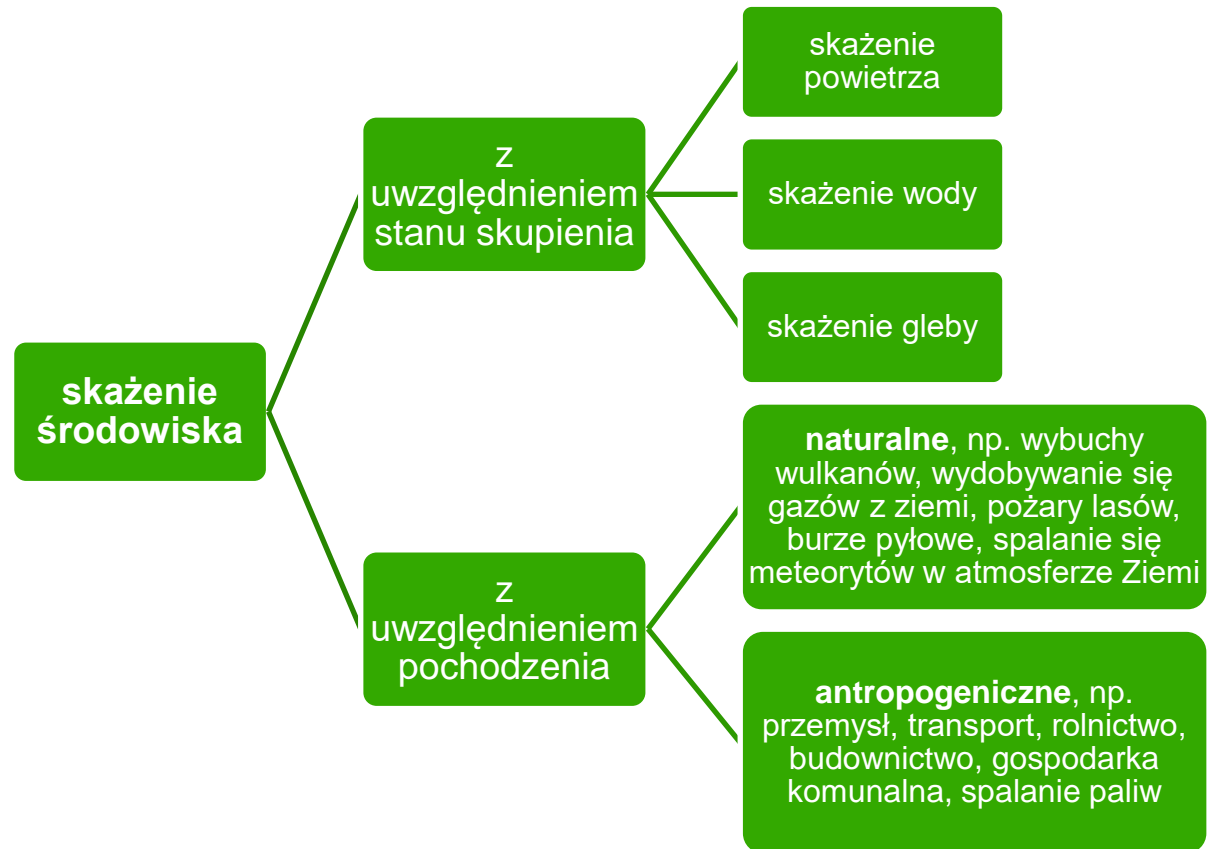 skażenie
środowiska
z
uwzględnieniem
stanu skupienia
skażenie
powietrza
skażenie wody
skażenie gleby
z
uwzględnieniem
pochodzenia
naturalne, np. wybuchy
wulkanów, wydobywanie się
gazów z ziemi, pożary lasów,
burze pyłowe, spalanie się
meteorytów w atmosferze Ziemi
antropogeniczne, np.
przemysł, transport, rolnictwo,
budownictwo, gospodarka
komunalna, spalanie paliw